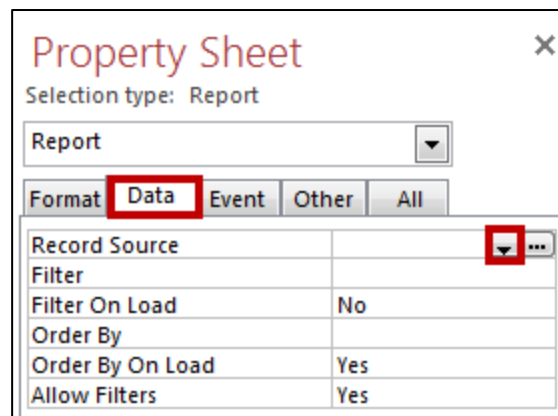 Property Sheet
Selection type: Report
Report
Format Data Event Other All
Record Source
Filter
Filter On Load No
Order By
Order By On Load Yes
Allow Filters Yes